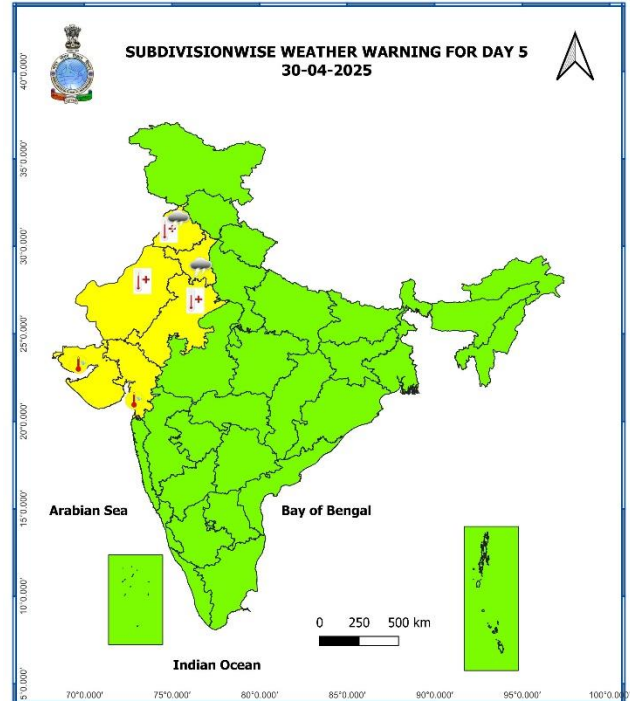 SUBDIVISIONWISE WEATHER WARNING FOR DAY 5
30-04-2025
40°0.000'
35°0.000'
30°0.000'
25°0.000'
20°0.000'
15°0.000'
10°0.000'
5°0.000'
Arabian Sea
Bay of Bengal
0 250 500 km
Indian Ocean
70°0.000' 75°0.000' 80°0.000' 85°0.000' 90°0.000' 95°0.000' 100°0.000'